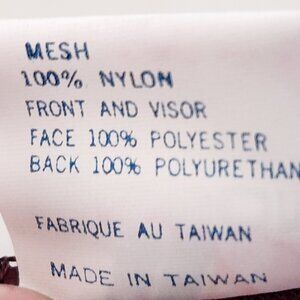 MESH
100% NYLON
FRONT AND VISOR
FACE 100% POLYESTER
BACK 100% POLYURETHAN
FABRIQUE AU TAIWAN
MADE IN TAIWAN